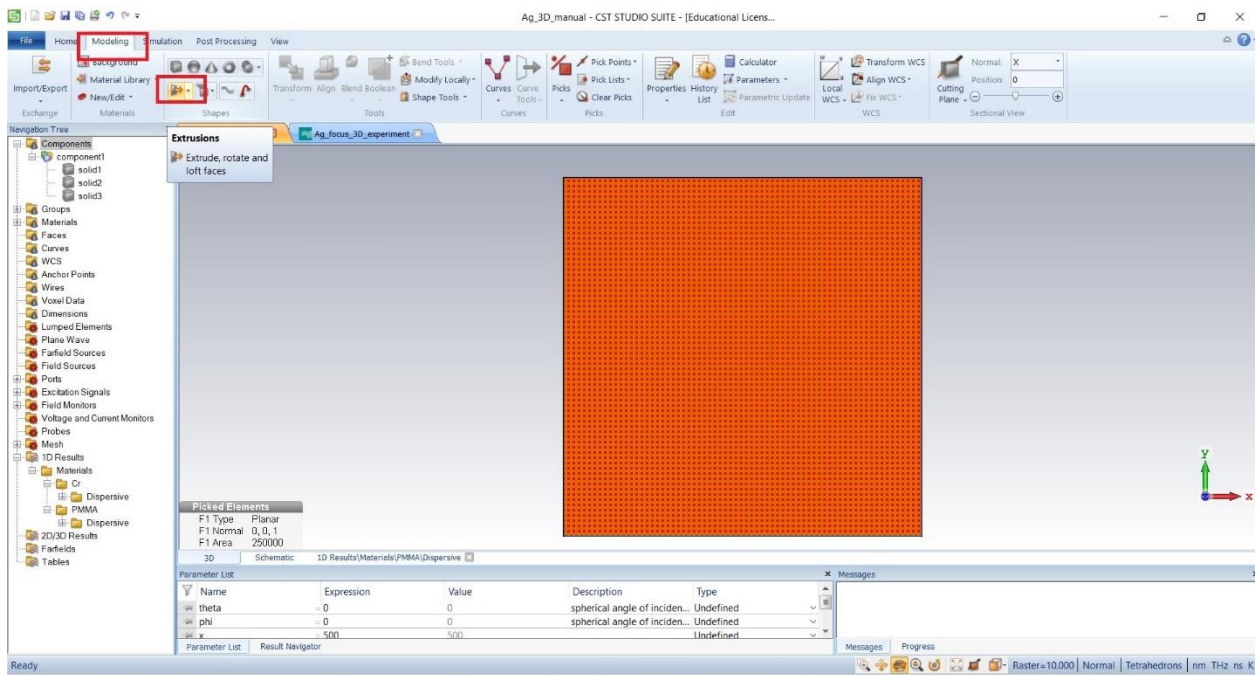 Ag_3D_manual - CST STUDIO SUITE - [Educational Licens...
File Home Modeling Simulation Post Processing View
Import/Export
Background
Material Library
New/Edit
Transform Align Blend Boolean
Bend Tools
Modify Locally
Shape Tools
Curves Curve Tools
Picks
Pick Points
Pick Lists
Clear Picks
Properties History List
Calculator
Parameters
Parametric Update
Local WCS
Transform WCS
Align WCS
Fix WCS
Cutting Plane
Normal: X
Position: 0
Exchange Materials Shapes Tools Curves Picks Edit WCS Sectional View
Navigation Tree
Ag_focus_3D_experiment
Extrusions
Extrude, rotate and
loft faces
Components
component1
solid1
solid2
solid3
Groups
Materials
Faces
Curves
WCS
Anchor Points
Wires
Voxel Data
Dimensions
Lumped Elements
Plane Wave
Farfield Sources
Field Sources
Ports
Excitation Signals
Field Monitors
Voltage and Current Monitors
Probes
Mesh
1D Results
Materials
Cr
Dispersive
PMMA
Dispersive
2D/3D Results
Farfields
Tables
y
x
Picked Elements
F1 Type Planar
F1 Normal 0, 0, 1
F1 Area 250000
3D Schematic 1D Results\Materials\PMMA\Dispersive
Parameter List
Name Expression Value Description Type
theta = 0 0 spherical angle of inciden... Undefined
phi = 0 0 spherical angle of inciden... Undefined
x = 500 500 Undefined
Parameter List Result Navigator
Messages
Messages Progress
Ready
Raster=10.000 Normal Tetrahedrons nm THz ns K